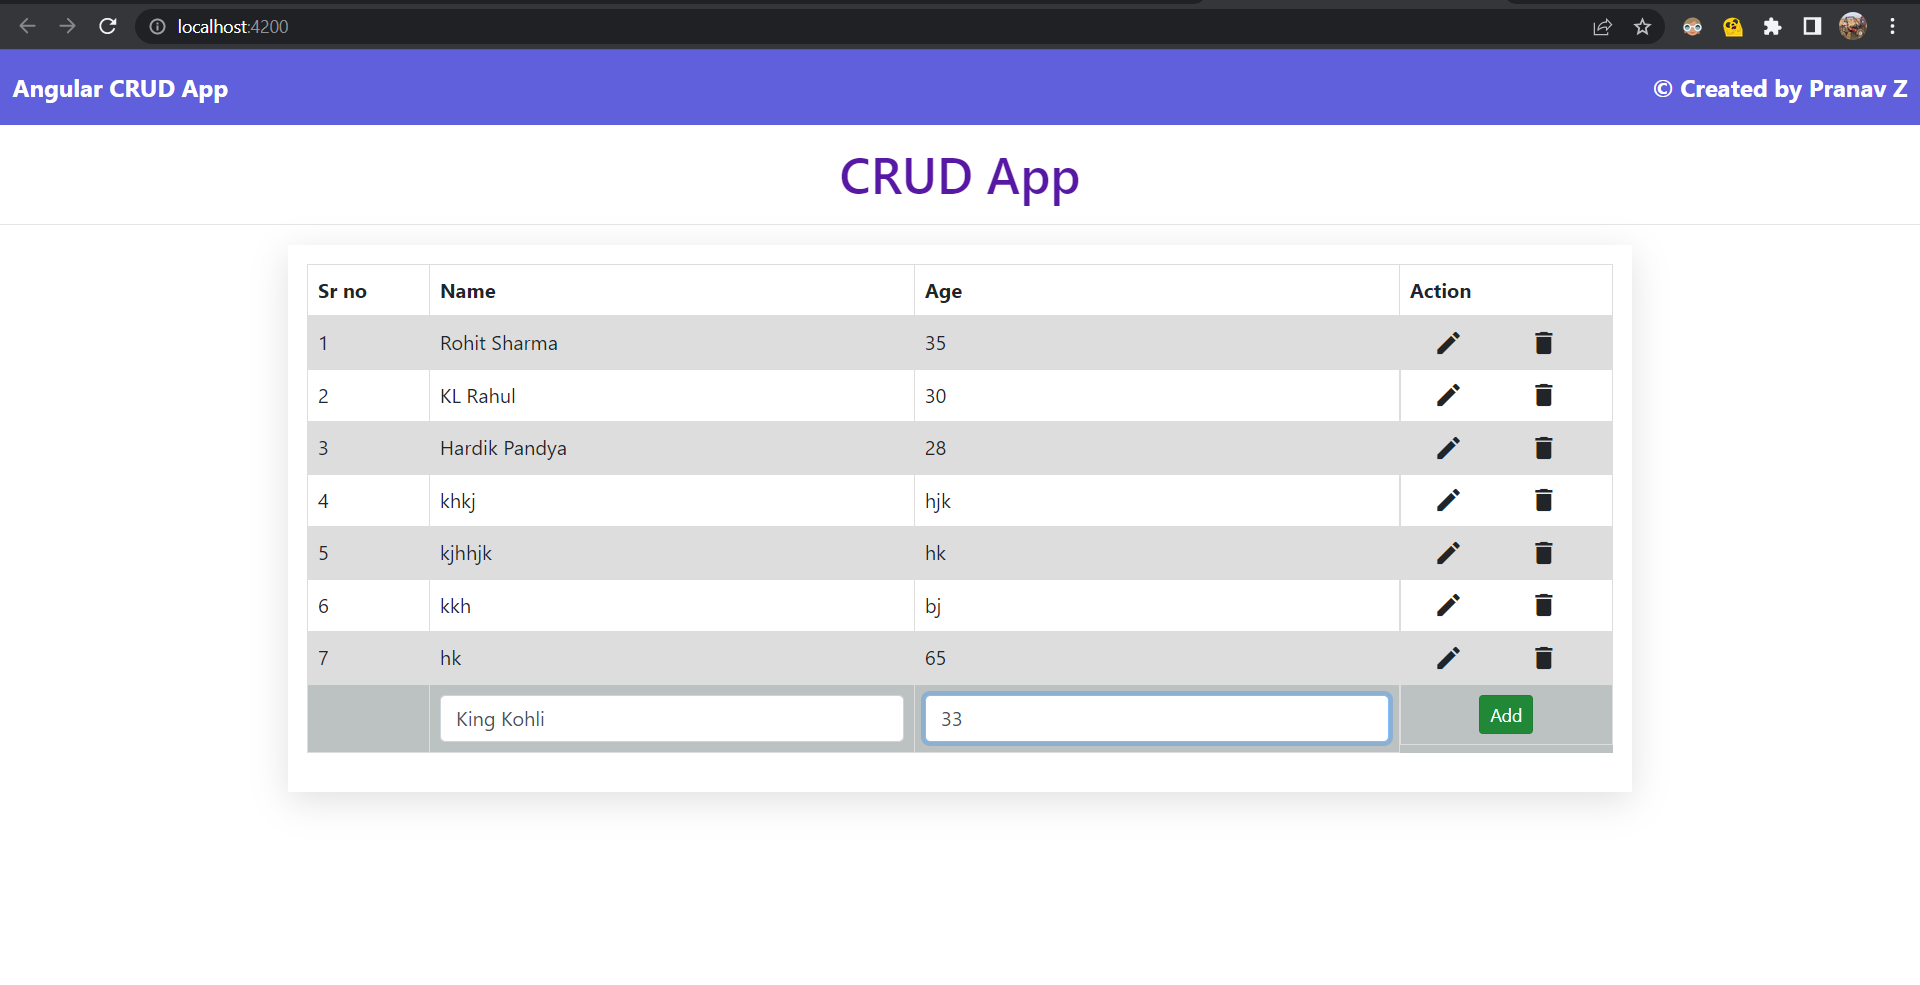 localhost:4200
Angular CRUD App © Created by Pranav Z
CRUD App
Sr no Name Age Action
1 Rohit Sharma 35
2 KL Rahul 30
3 Hardik Pandya 28
4 khkj hjk
5 kjhhjk hk
6 kkh bj
7 hk 65
King Kohli 33 Add